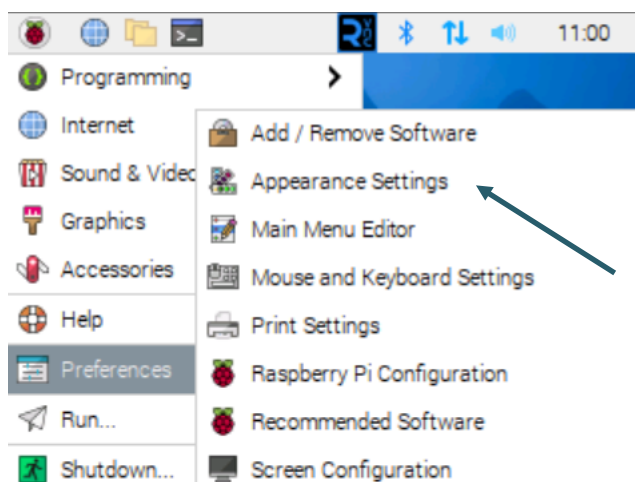 11:00
Programming
Internet
Sound & Videc
Graphics
Accessories
Help
Preferences
Run...
Shutdown...
Add / Remove Software
Appearance Settings
Main Menu Editor
Mouse and Keyboard Settings
Print Settings
Raspberry Pi Configuration
Recommended Software
Screen Configuration